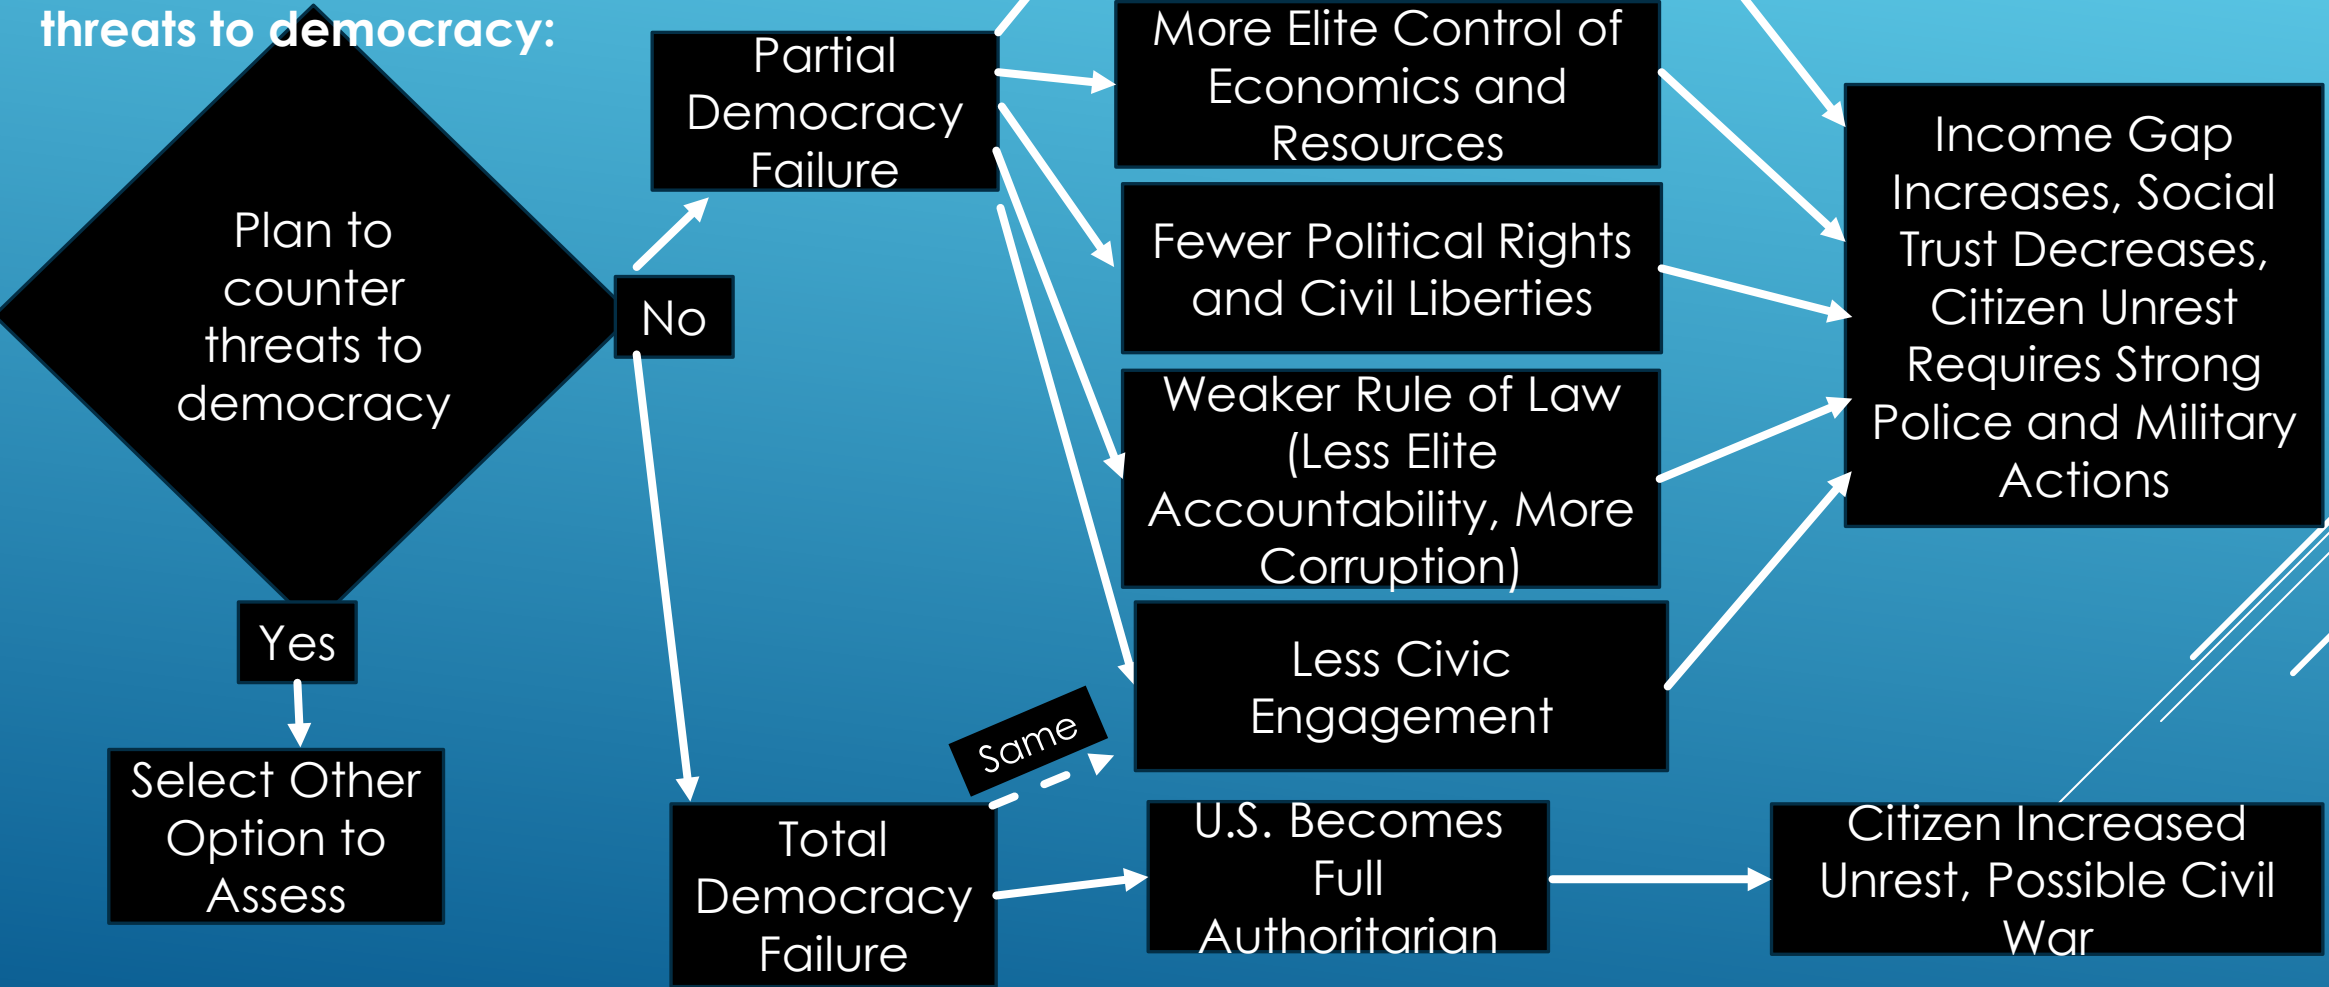 threats to democracy:
Plan to
counter
threats to
democracy
Yes
Select Other
Option to
Assess
No
Partial
Democracy
Failure
More Elite Control of
Economics and
Resources
Fewer Political Rights
and Civil Liberties
Weaker Rule of Law
(Less Elite
Accountability, More
Corruption)
Less Civic
Engagement
Income Gap
Increases, Social
Trust Decreases,
Citizen Unrest
Requires Strong
Police and Military
Actions
Same
Total
Democracy
Failure
U.S. Becomes
Full
Authoritarian
Citizen Increased
Unrest, Possible Civil
War